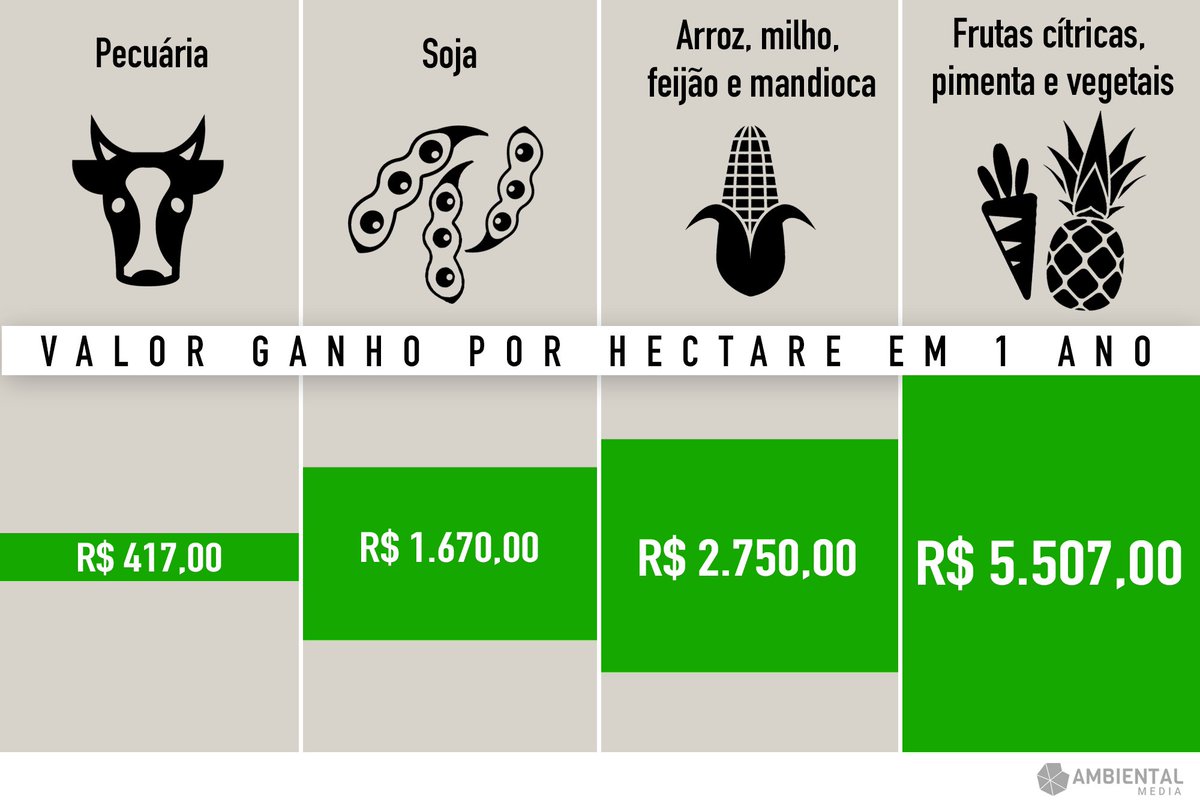 Pecuária
Soja
Arroz, milho,
feijão e mandioca
Frutas cítricas,
pimenta e vegetais
VALOR GANHO POR HECTARE EM 1 ANO
R$ 417,00
R$ 1.670,00
R$ 2.750,00
R$ 5.507,00
AMBIENTAL
MEDIA